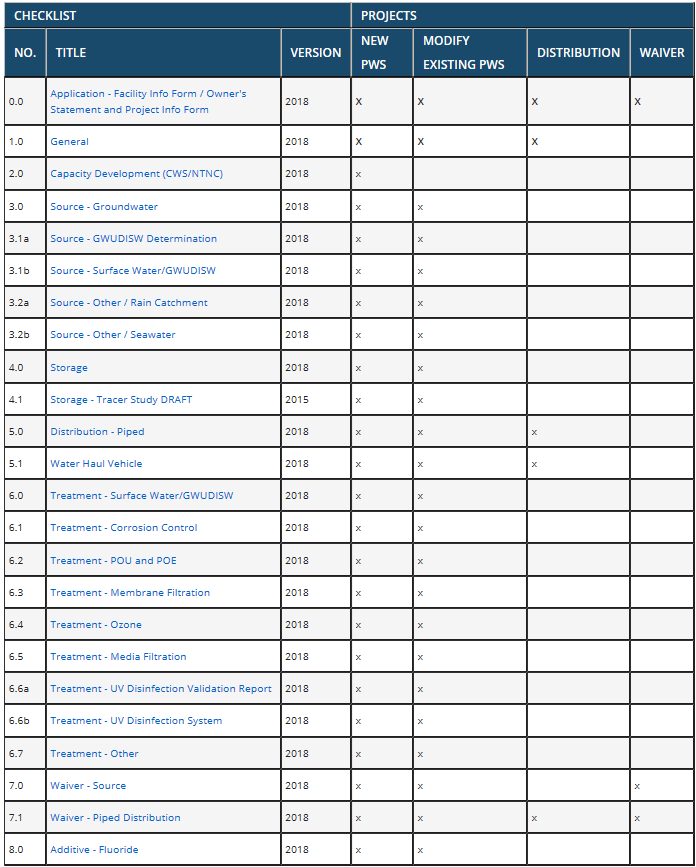 CHECKLIST PROJECTS
NO. TITLE VERSION NEW PWS MODIFY EXISTING PWS DISTRIBUTION WAIVER
0.0 Application - Facility Info Form / Owner's Statement and Project Info Form 2018 X X X X
1.0 General 2018 X X X
2.0 Capacity Development (CWS/NTNC) 2018 x
3.0 Source - Groundwater 2018 x x
3.1a Source - GWUDISW Determination 2018 x x
3.1b Source - Surface Water/GWUDISW 2018 x x
3.2a Source - Other / Rain Catchment 2018 x x
3.2b Source - Other / Seawater 2018 x x
4.0 Storage 2018 x x
4.1 Storage - Tracer Study DRAFT 2015 x x
5.0 Distribution - Piped 2018 x x x
5.1 Water Haul Vehicle 2018 x x x
6.0 Treatment - Surface Water/GWUDISW 2018 x x
6.1 Treatment - Corrosion Control 2018 x x
6.2 Treatment - POU and POE 2018 x x
6.3 Treatment - Membrane Filtration 2018 x x
6.4 Treatment - Ozone 2018 x x
6.5 Treatment - Media Filtration 2018 x x
6.6a Treatment - UV Disinfection Validation Report 2018 x x
6.6b Treatment - UV Disinfection System 2018 x x
6.7 Treatment - Other 2018 x x
7.0 Waiver - Source 2018 x x x
7.1 Waiver - Piped Distribution 2018 x x x x
8.0 Additive - Fluoride 2018 x x